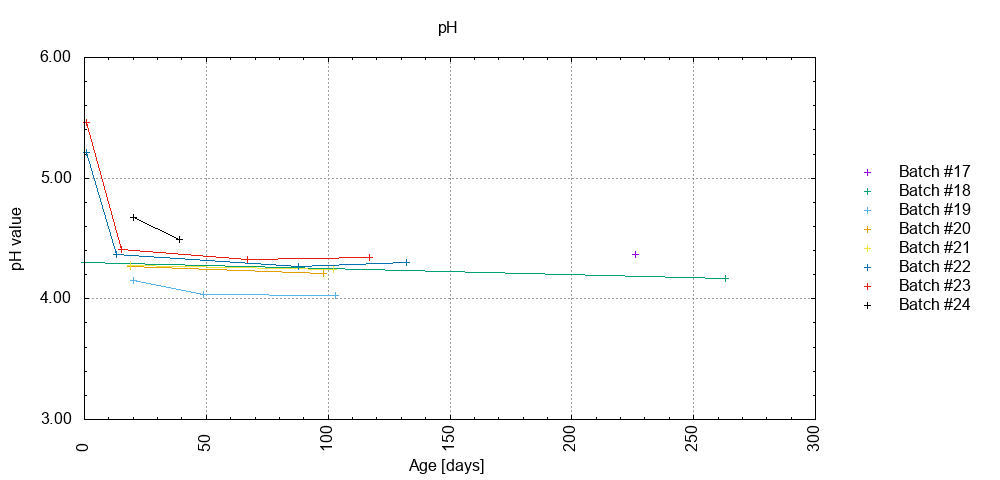 pH
6.00
5.00
4.00
3.00
pH value
0
50
100
150
200
250
300
Age [days]
Batch #17
Batch #18
Batch #19
Batch #20
Batch #21
Batch #22
Batch #23
Batch #24